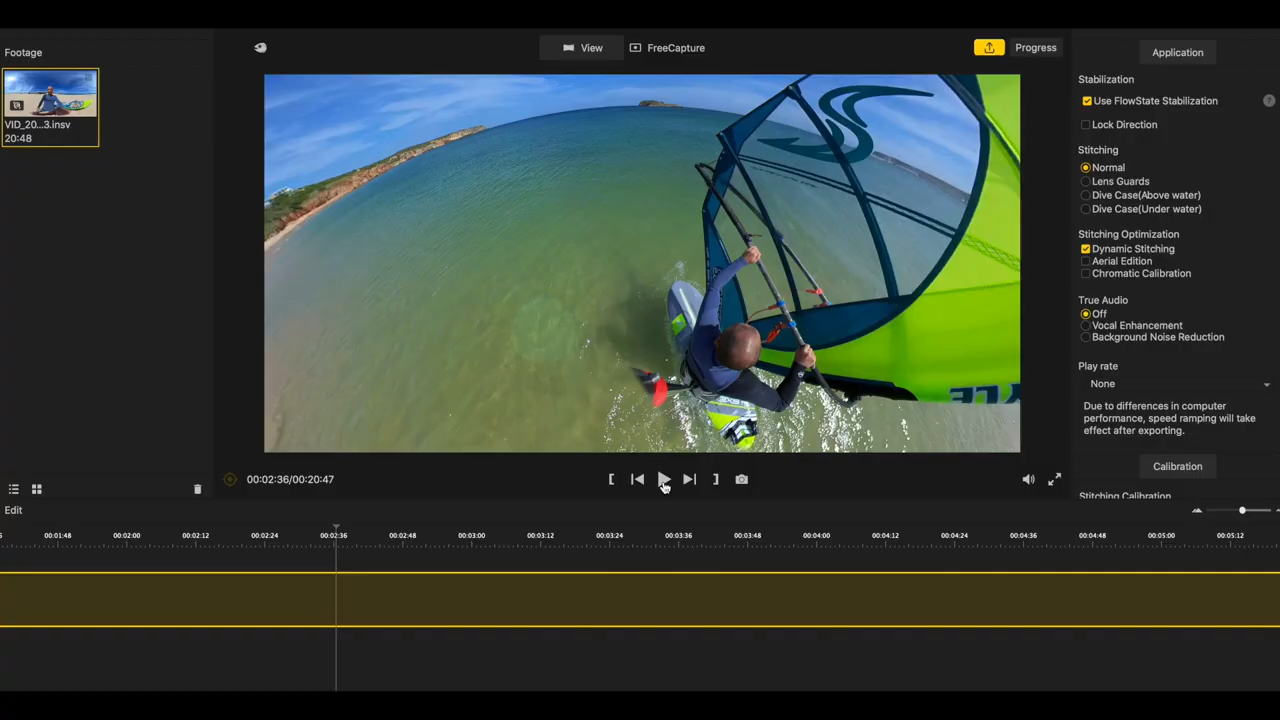 Footage
VID_20...3.insv
20:48
View
FreeCapture
Progress
Application
Stabilization
Use FlowState Stabilization
?
Lock Direction
Stitching
Normal
Lens Guards
Dive Case(Above water)
Dive Case(Under water)
Stitching Optimization
Dynamic Stitching
Aerial Edition
Chromatic Calibration
True Audio
Off
Vocal Enhancement
Background Noise Reduction
Play rate
None
Due to differences in computer
performance, speed ramping will take
effect after exporting.
Calibration
Stitching Calibration
00:02:36/00:20:47
Edit
00:01:48 00:02:00 00:02:12 00:02:24 00:02:36 00:02:48 00:03:00 00:03:12 00:03:24 00:03:36 00:03:48 00:04:00 00:04:12 00:04:24 00:04:36 00:04:48 00:05:00 00:05:12